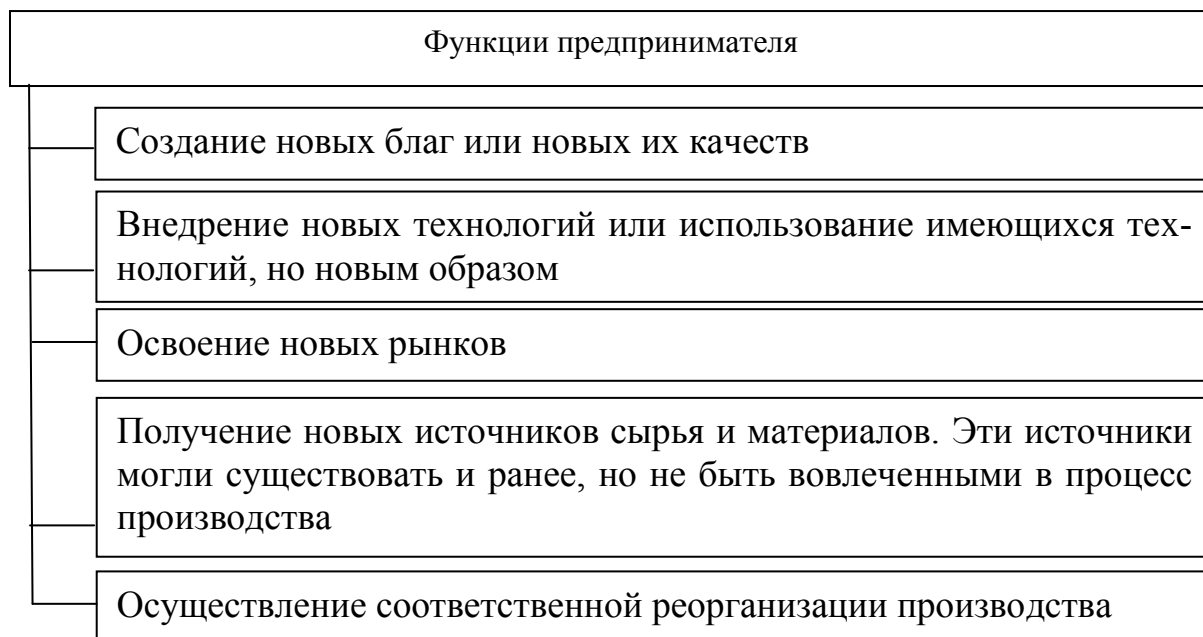 Функции предпринимателя
Создание новых благ или новых их качеств
Внедрение новых технологий или использование имеющихся тех-
нологий, но новым образом
Освоение новых рынков
Получение новых источников сырья и материалов. Эти источники
могли существовать и ранее, но не быть вовлеченными в процесс
производства
Осуществление соответственной реорганизации производства